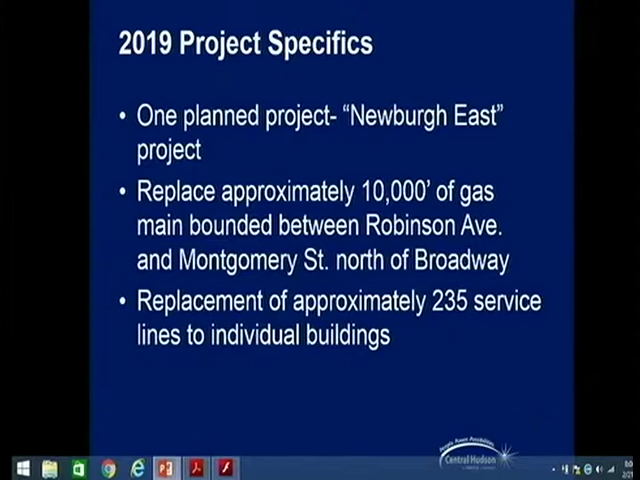 2019 Project Specifics
• One planned project- “Newburgh East”
project
• Replace approximately 10,000’ of gas
main bounded between Robinson Ave.
and Montgomery St. north of Broadway
• Replacement of approximately 235 service
lines to individual buildings
Central Hudson